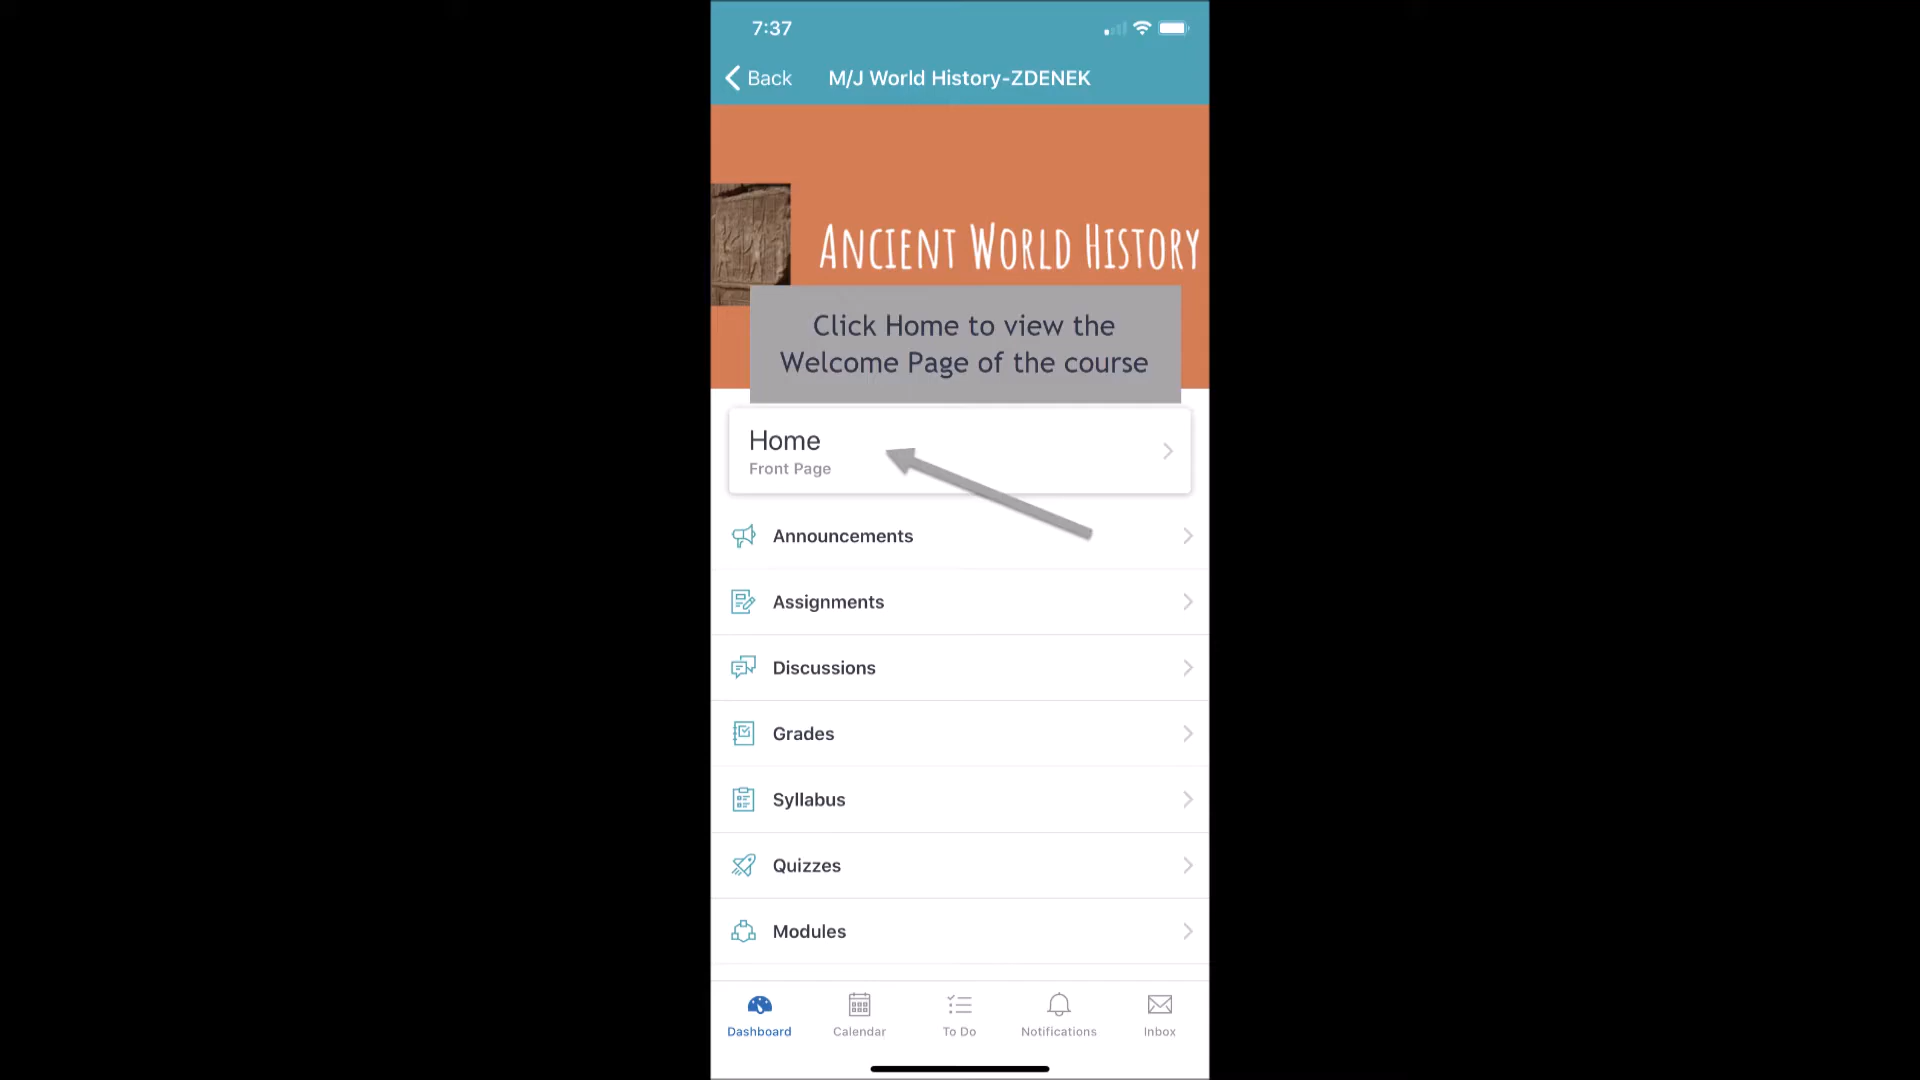 7:37
Back
M/J World History-ZDENEK
ANCIENT WORLD HISTORY
Click Home to view the
Welcome Page of the course
Home
Front Page
Announcements
Assignments
Discussions
Grades
Syllabus
Quizzes
Modules
Dashboard
Calendar
To Do
Notifications
Inbox